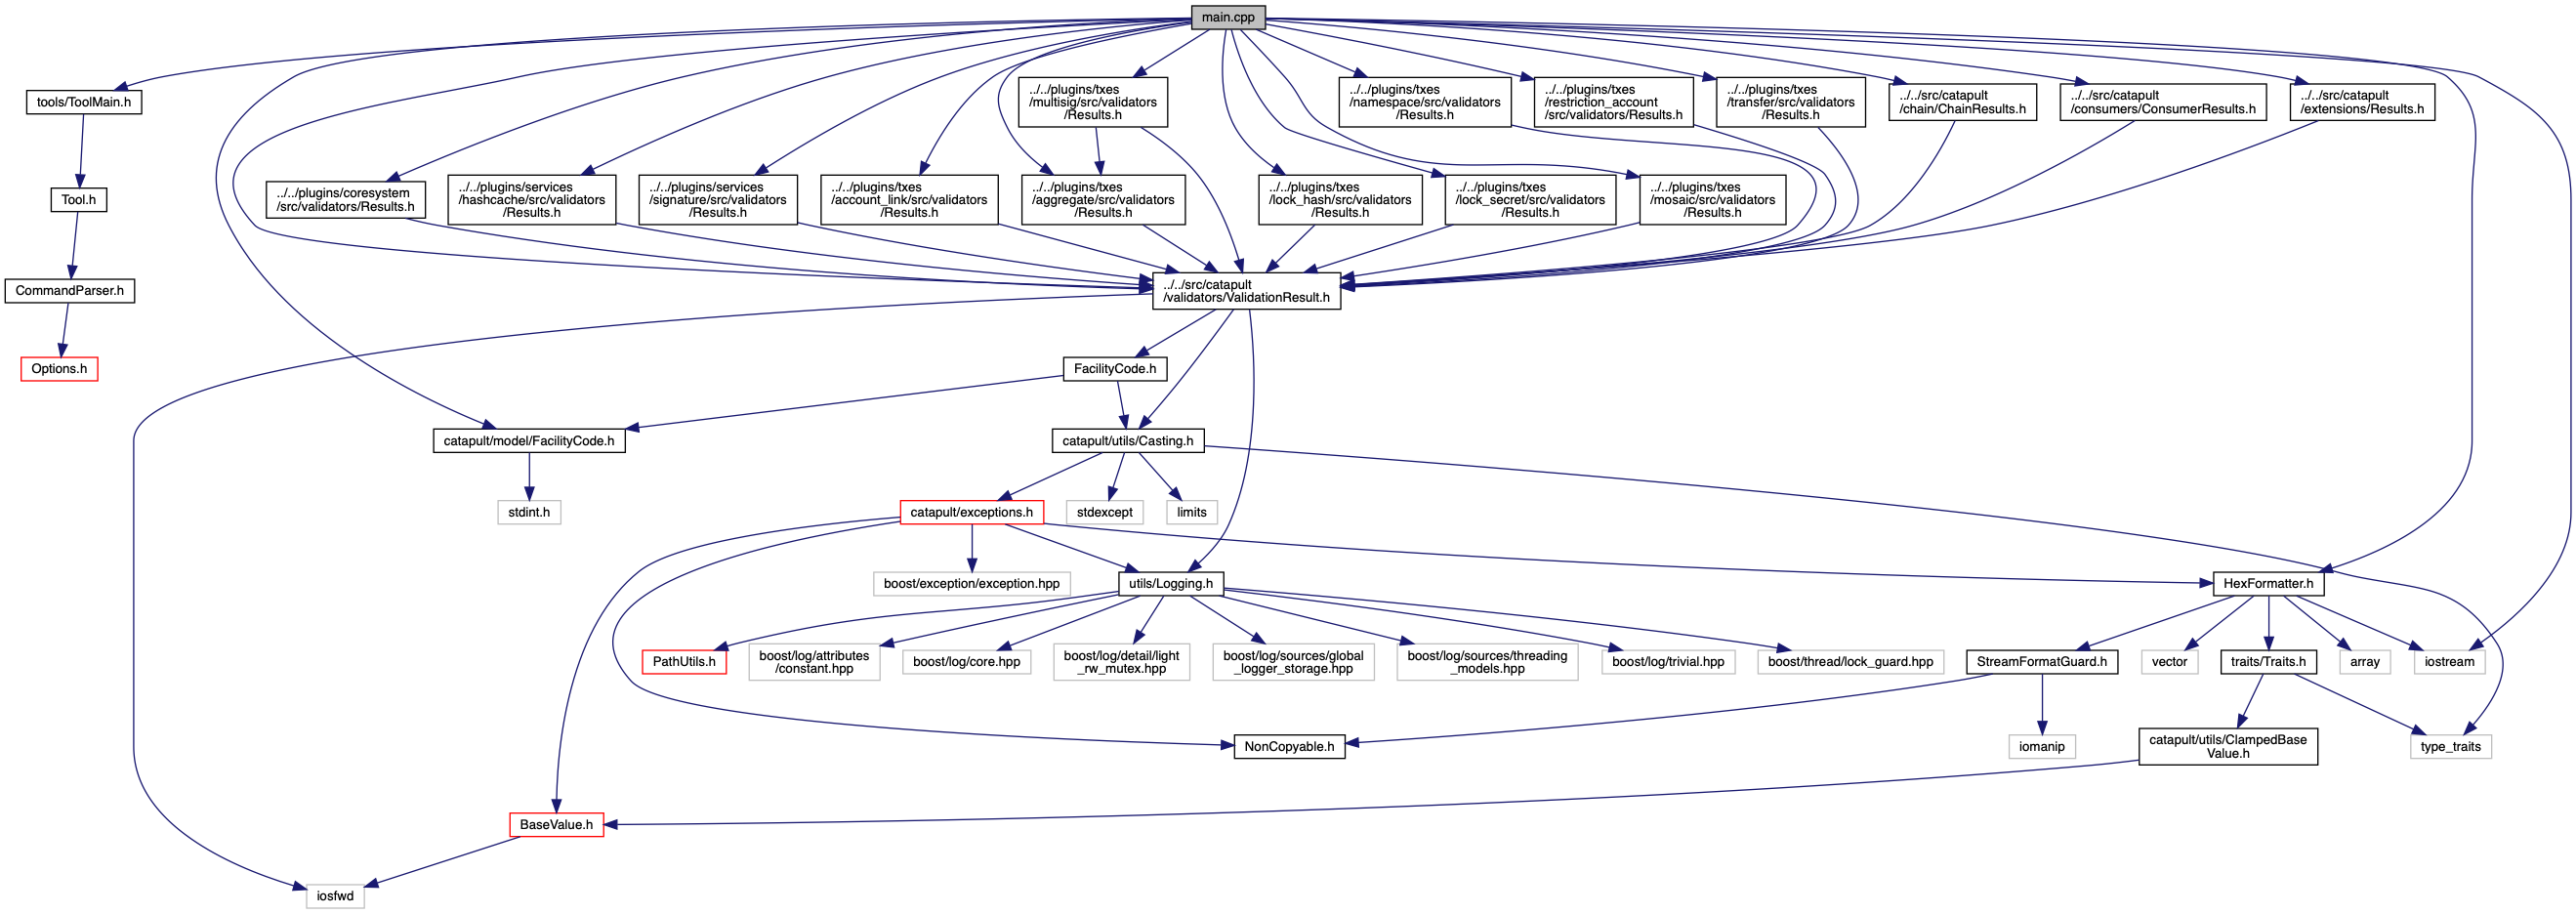 main.cpp
tools/ToolMain.h
../../plugins/txes
/multisig/src/validators
/Results.h
../../plugins/txes
/namespace/src/validators
/Results.h
../../plugins/txes
/restriction_account
/src/validators/Results.h
../../plugins/txes
/transfer/src/validators
/Results.h
../../src/catapult
/chain/ChainResults.h
../../src/catapult
/consumers/ConsumerResults.h
../../src/catapult
/extensions/Results.h
Tool.h
../../plugins/coresystem
/src/validators/Results.h
../../plugins/services
/hashcache/src/validators
/Results.h
../../plugins/services
/signature/src/validators
/Results.h
../../plugins/txes
/account_link/src/validators
/Results.h
../../plugins/txes
/aggregate/src/validators
/Results.h
../../plugins/txes
/lock_hash/src/validators
/Results.h
../../plugins/txes
/lock_secret/src/validators
/Results.h
../../plugins/txes
/mosaic/src/validators
/Results.h
CommandParser.h
../../src/catapult
/validators/ValidationResult.h
Options.h
FacilityCode.h
catapult/model/FacilityCode.h
catapult/utils/Casting.h
stdint.h
catapult/exceptions.h
stdexcept
limits
boost/exception/exception.hpp
utils/Logging.h
HexFormatter.h
PathUtils.h
boost/log/attributes
/constant.hpp
boost/log/core.hpp
boost/log/detail/light
_rw_mutex.hpp
boost/log/sources/global
_logger_storage.hpp
boost/log/sources/threading
_models.hpp
boost/log/trivial.hpp
boost/thread/lock_guard.hpp
StreamFormatGuard.h
vector
traits/Traits.h
array
iostream
NonCopyable.h
iomanip
catapult/utils/ClampedBase
Value.h
type_traits
BaseValue.h
iosfwd